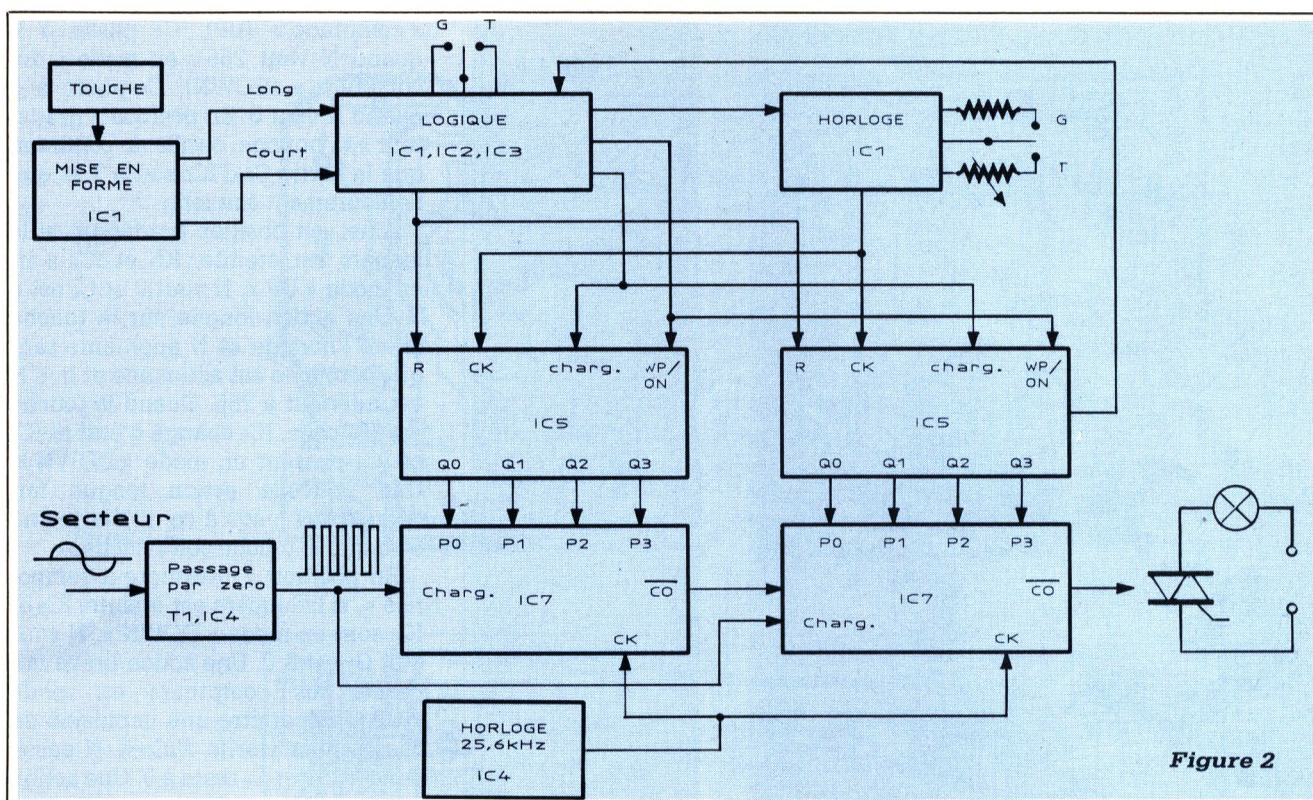 G T
TOUCHE
Long
Court
MISE EN
FORME
IC1
LOGIQUE
IC1,IC2,IC3
HORLOGE
IC1
G
T
R CK charg. WP/
ON
IC5
Q0 Q1 Q2 Q3
R CK charg. WP/
ON
IC5
Q0 Q1 Q2 Q3
Secteur
Passage
par zero
T1,IC4
P0 P1 P2 P3
Charg.
IC7
CO
CK
P0 P1 P2 P3
Charg.
IC7
CO
CK
HORLOGE
25,6kHz
IC4
Figure 2